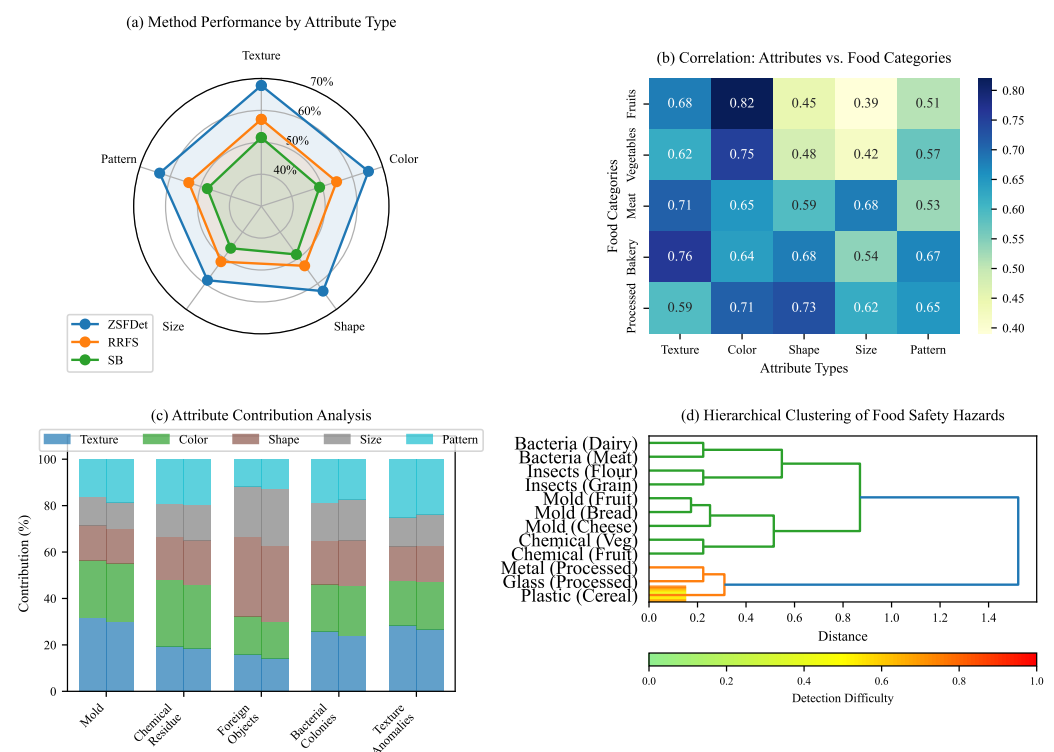 (a) Method Performance by Attribute Type
Texture
70%
60%
50%
40%
Pattern
Color
Size
Shape
ZSFDet
RRFS
SB
(b) Correlation: Attributes vs. Food Categories
Food Categories
Fruits
Vegetables
Meat
Bakery
Processed
0.68 0.82 0.45 0.39 0.51
0.62 0.75 0.48 0.42 0.57
0.71 0.65 0.59 0.68 0.53
0.76 0.64 0.68 0.54 0.67
0.59 0.71 0.73 0.62 0.65
Texture Color Shape Size Pattern
Attribute Types
0.80
0.75
0.70
0.65
0.60
0.55
0.50
0.45
0.40
(c) Attribute Contribution Analysis
Texture Color Shape Size Pattern
Contribution (%)
100
80
60
40
20
0
Mold
Chemical
Residue
Foreign
Objects
Bacterial
Colonies
Texture
Anomalies
(d) Hierarchical Clustering of Food Safety Hazards
Bacteria (Dairy)
Bacteria (Meat)
Insects (Flour)
Insects (Grain)
Mold (Fruit)
Mold (Bread)
Mold (Cheese)
Chemical (Veg)
Chemical (Fruit)
Metal (Processed)
Glass (Processed)
Plastic (Cereal)
0.0 0.2 0.4 0.6 0.8 1.0 1.2 1.4
Distance
0.0 0.2 0.4 0.6 0.8 1.0
Detection Difficulty